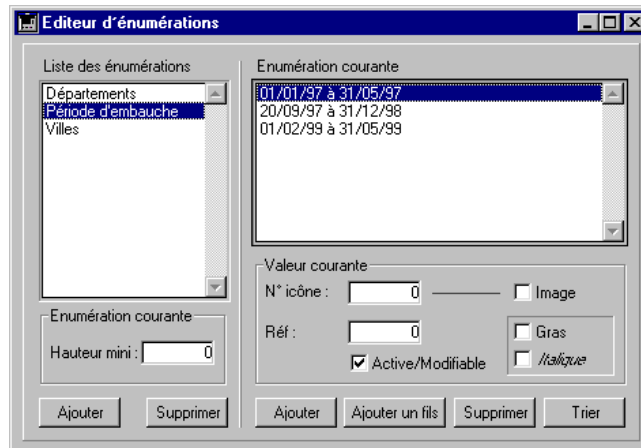 Editeur d'énumérations
Liste des énumérations
Départements
Période d'embauche
Villes
Enumération courante
Hauteur mini : 0
Ajouter Supprimer
Enumération courante
01/01/97 à 31/05/97
20/09/97 à 31/12/98
01/02/99 à 31/05/99
Valeur courante
N° icône : 0 Image
Réf : 0 Gras
Active/Modifiable Italique
Ajouter Ajouter un fils Supprimer Trier